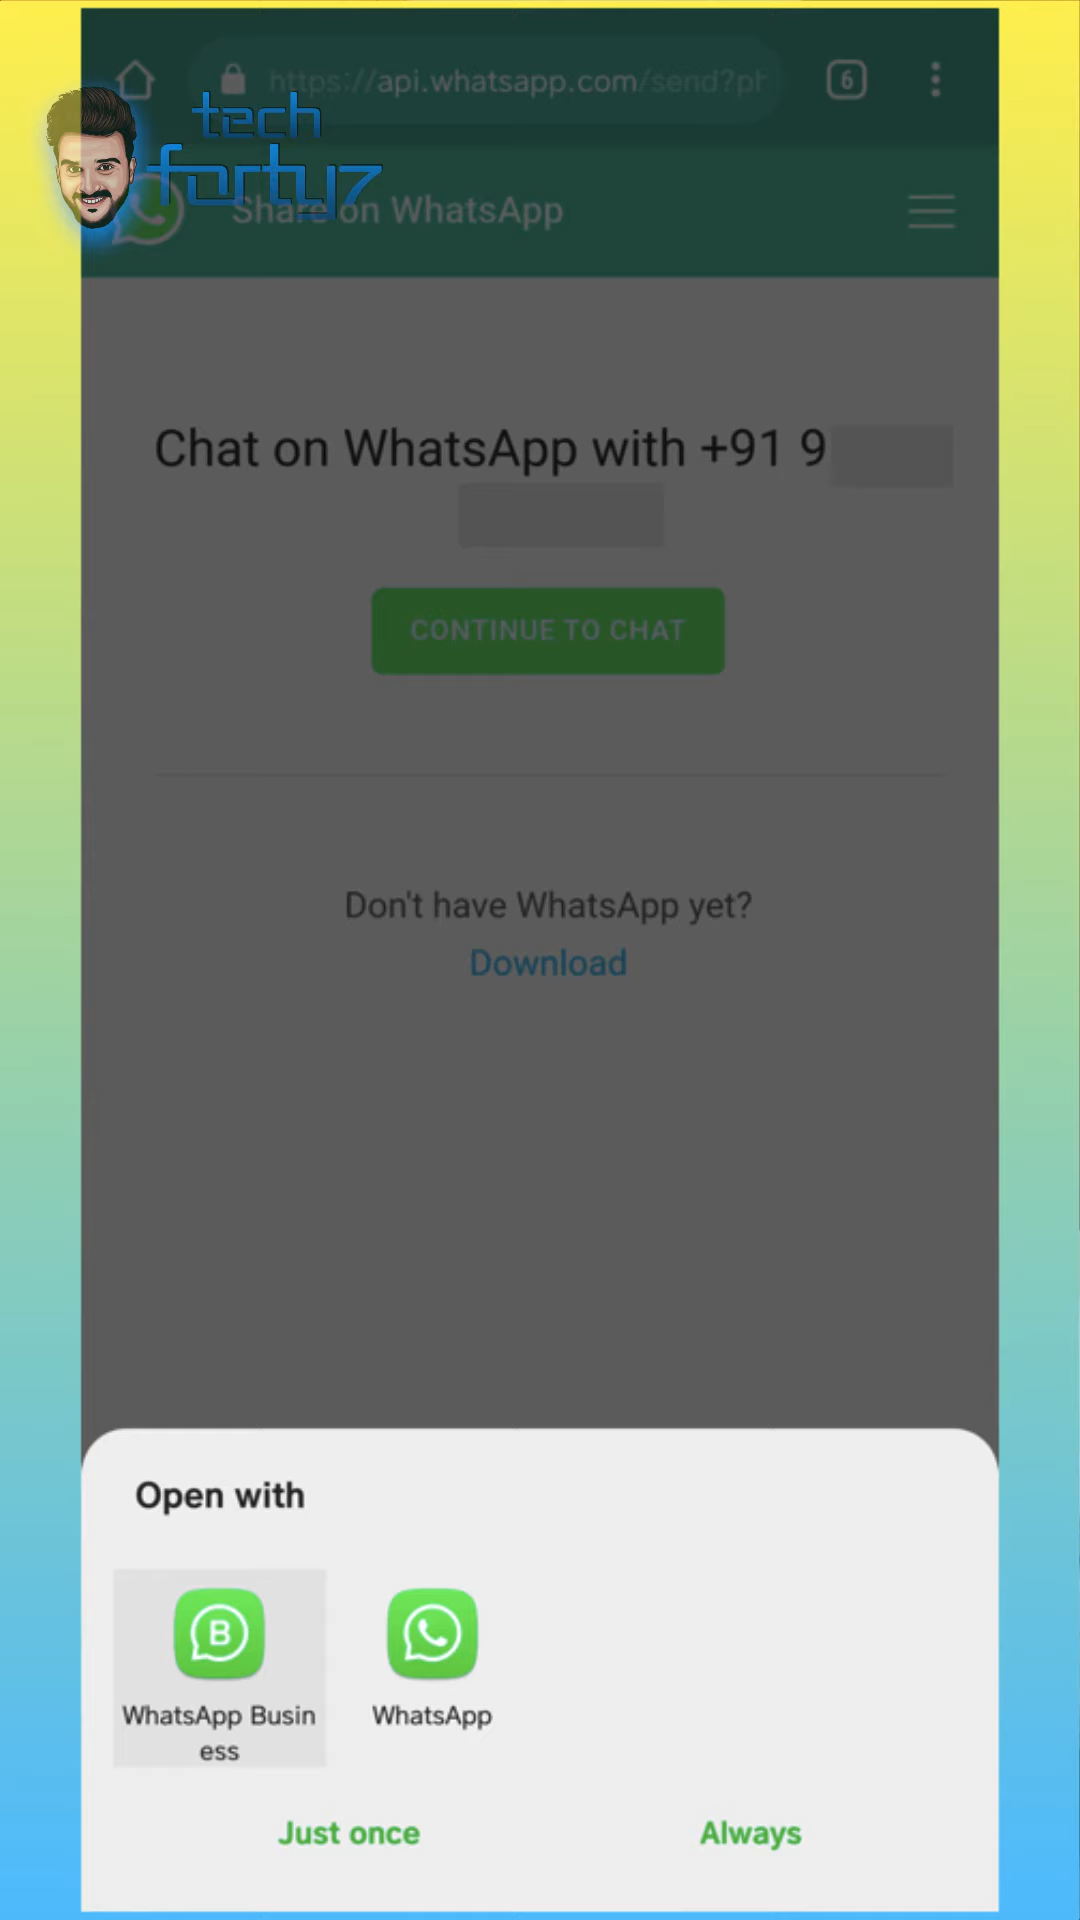 https://api.whatsapp.com/send?ph
6
tech
forty7
Share on WhatsApp
Chat on WhatsApp with +91 9
CONTINUE TO CHAT
Don't have WhatsApp yet?
Download
Open with
B
WhatsApp Busin
ess
WhatsApp
Just once
Always